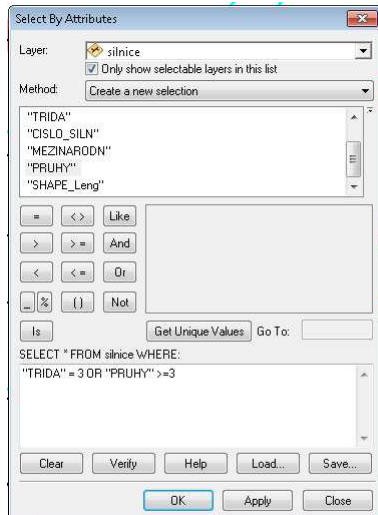 Select By Attributes
Layer: silnice
Only show selectable layers in this list
Method: Create a new selection
"TRIDA"
"CISLO_SILN"
"MEZINARODN"
"PRUHY"
"SHAPE_Leng"
= <> Like
> >= And
< <= Or
_ % () Not
Is Get Unique Values Go To:
SELECT * FROM silnice WHERE:
"TRIDA" = 3 OR "PRUHY" >=3
Clear Verify Help Load... Save...
OK Apply Close